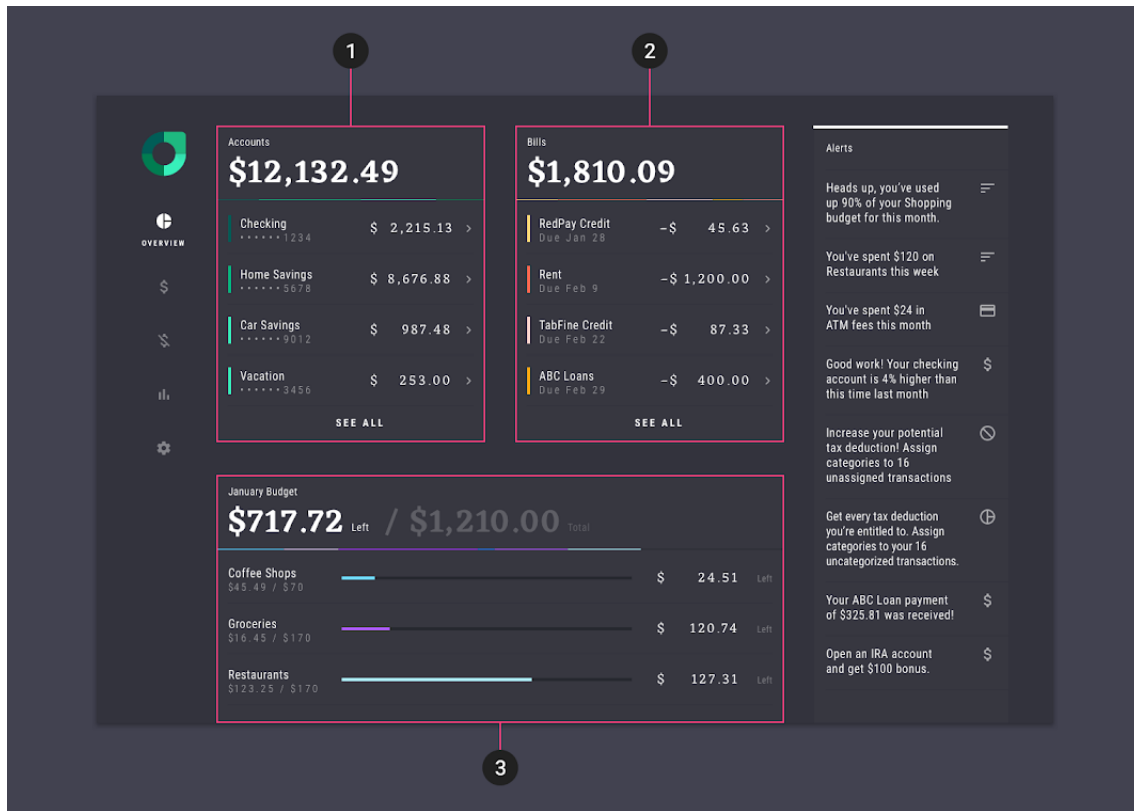 1
2
Accounts
$12,132.49
Checking
$ 2,215.13
······1234
Home Savings
$ 8,676.88
······5678
Car Savings
$ 987.48
······9012
Vacation
$ 253.00
······3456
SEE ALL
Bills
$1,810.09
RedPay Credit
-$ 45.63
Due Jan 28
Rent
-$ 1,200.00
Due Feb 9
TabFine Credit
-$ 87.33
Due Feb 22
ABC Loans
-$ 400.00
Due Feb 29
SEE ALL
OVERVIEW
January Budget
$717.72 Left / $1,210.00 Total
Coffee Shops
$45.49 / $70
$ 24.51 Left
Groceries
$16.45 / $170
$ 120.74 Left
Restaurants
$123.25 / $170
$ 127.31 Left
3
Alerts
Heads up, you've used
up 90% of your Shopping
budget for this month.
You've spent $120 on
Restaurants this week
You've spent $24 in
ATM fees this month
Good work! Your checking
account is 4% higher than
this time last month
Increase your potential
tax deduction! Assign
categories to 16
unassigned transactions
Get every tax deduction
you're entitled to. Assign
categories to your 16
uncategorized transactions.
Your ABC Loan payment
of $325.81 was received!
Open an IRA account
and get $100 bonus.